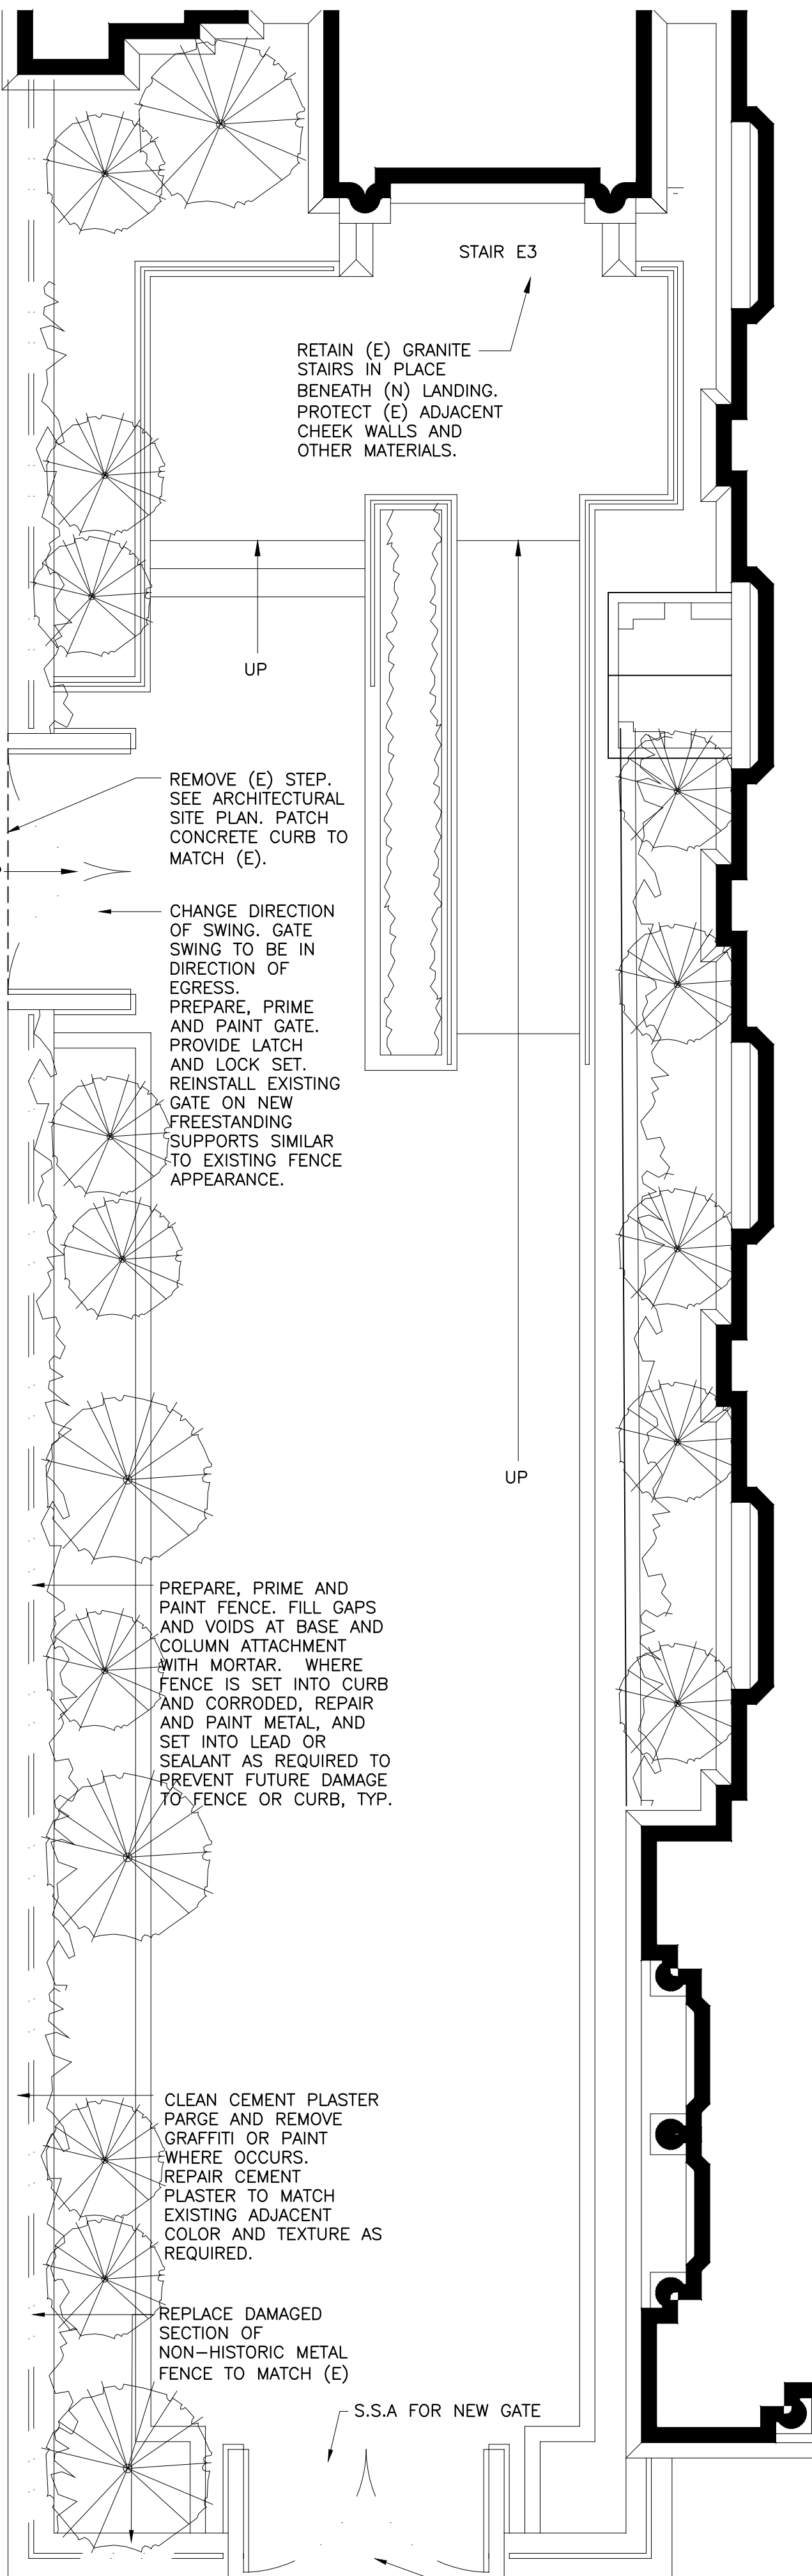 STAIR E3
RETAIN (E) GRANITE
STAIRS IN PLACE
BENEATH (N) LANDING.
PROTECT (E) ADJACENT
CHEEK WALLS AND
OTHER MATERIALS.
UP
REMOVE (E) STEP.
SEE ARCHITECTURAL
SITE PLAN. PATCH
CONCRETE CURB TO
MATCH (E).
CHANGE DIRECTION
OF SWING. GATE
SWING TO BE IN
DIRECTION OF
EGRESS.
PREPARE, PRIME
AND PAINT GATE.
PROVIDE LATCH
AND LOCK SET.
REINSTALL EXISTING
GATE ON NEW
FREESTANDING
SUPPORTS SIMILAR
TO EXISTING FENCE
APPEARANCE.
UP
PREPARE, PRIME AND
PAINT FENCE. FILL GAPS
AND VOIDS AT BASE AND
COLUMN ATTACHMENT
WITH MORTAR. WHERE
FENCE IS SET INTO CURB
AND CORRODED, REPAIR
AND PAINT METAL, AND
SET INTO LEAD OR
SEALANT AS REQUIRED TO
PREVENT FUTURE DAMAGE
TO FENCE OR CURB, TYP.
CLEAN CEMENT PLASTER
PARGE AND REMOVE
GRAFFITI OR PAINT
WHERE OCCURS.
REPAIR CEMENT
PLASTER TO MATCH
EXISTING ADJACENT
COLOR AND TEXTURE AS
REQUIRED.
REPLACE DAMAGED
SECTION OF
NON-HISTORIC METAL
FENCE TO MATCH (E)
S.S.A FOR NEW GATE